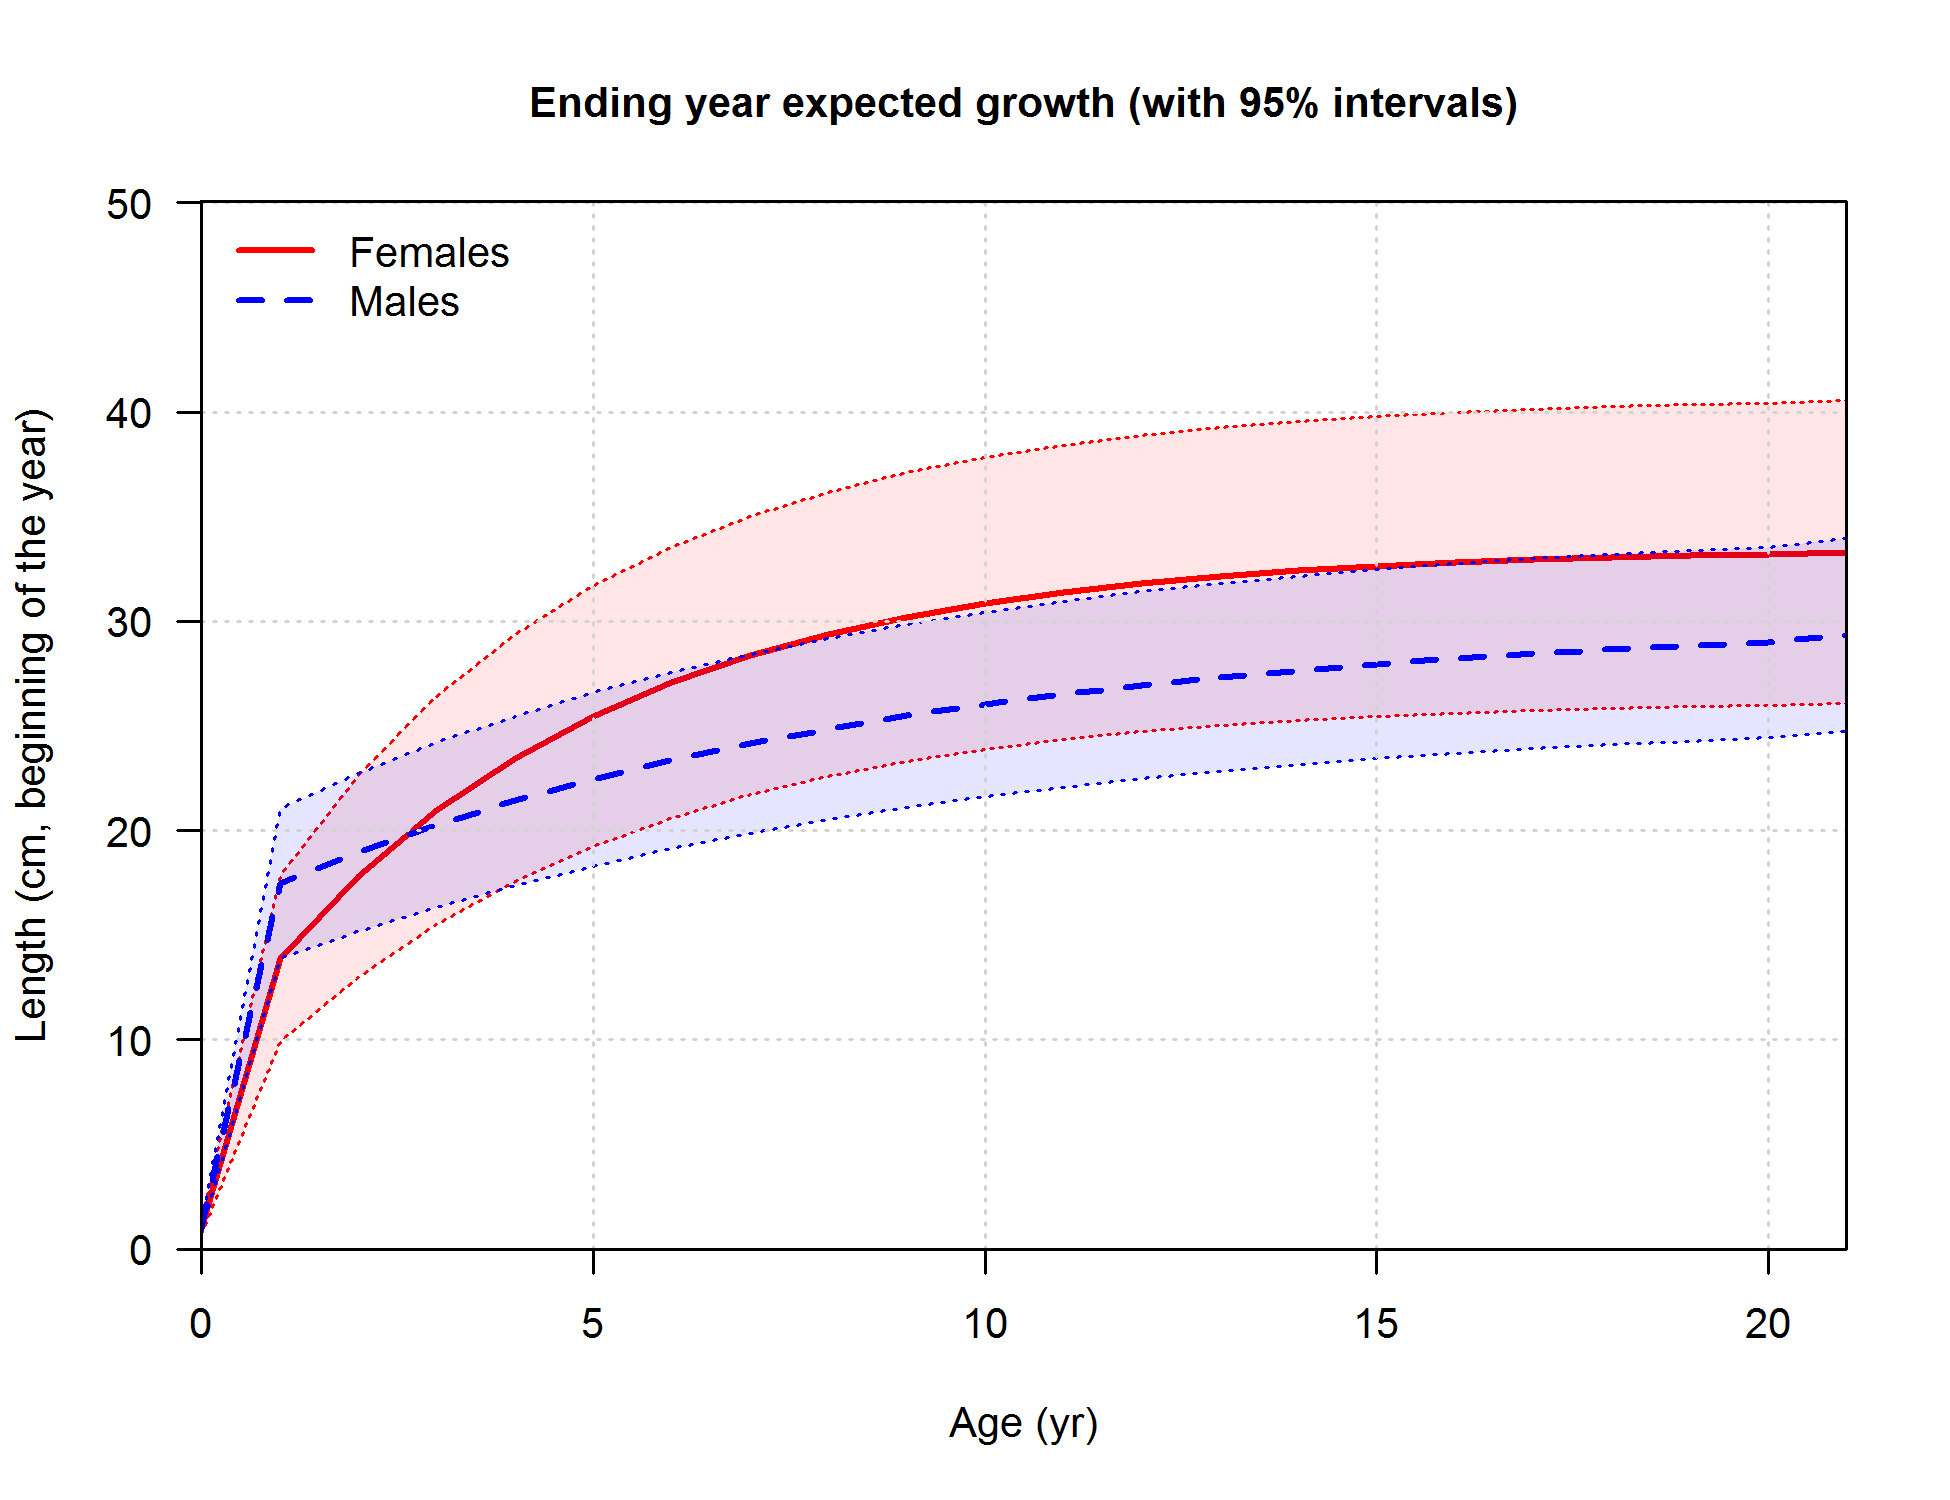 Ending year expected growth (with 95% intervals)
50
40
30
20
10
0
Length (cm, beginning of the year)
Females
Males
0 5 10 15 20
Age (yr)